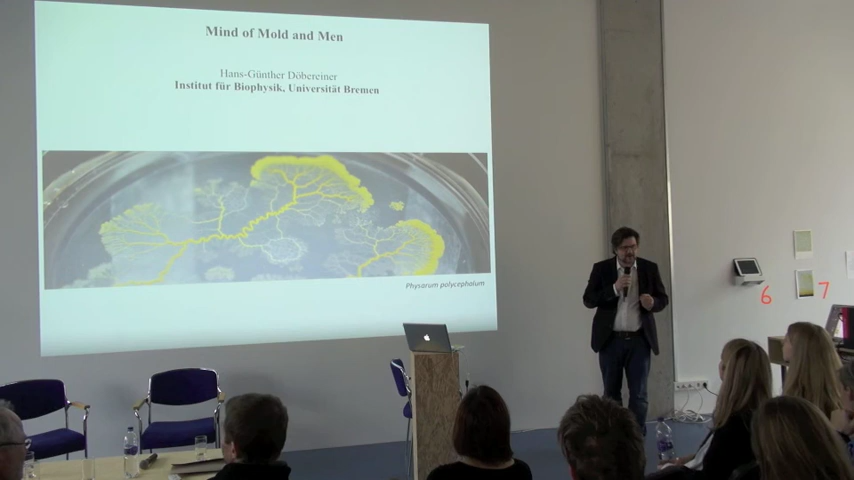 Mind of Mold and Men
Hans-Günther Döbereiner
Institut für Biophysik, Universität Bremen
Physarum polycephalum
6
7